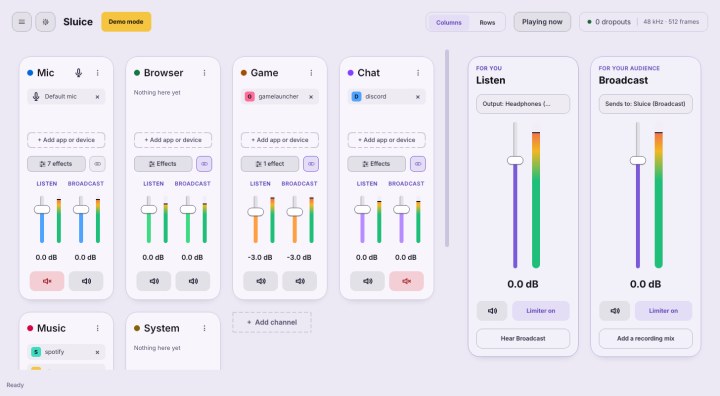 Sluice
Demo mode
Columns
Rows
Playing now
0 dropouts
48 kHz · 512 frames
Mic
Default mic
×
+ Add app or device
7 effects
LISTEN
BROADCAST
0.0 dB
0.0 dB
Browser
Nothing here yet
+ Add app or device
Effects
LISTEN
BROADCAST
0.0 dB
0.0 dB
Game
G
gamelauncher
×
+ Add app or device
1 effect
LISTEN
BROADCAST
-3.0 dB
-3.0 dB
Chat
D
discord
×
+ Add app or device
Effects
LISTEN
BROADCAST
0.0 dB
0.0 dB
Music
S
spotify
×
System
Nothing here yet
+ Add channel
FOR YOU
Listen
Output: Headphones (...
0.0 dB
Limiter on
Hear Broadcast
FOR YOUR AUDIENCE
Broadcast
Sends to: Sluice (Broadcast)
0.0 dB
Limiter on
Add a recording mix
Ready